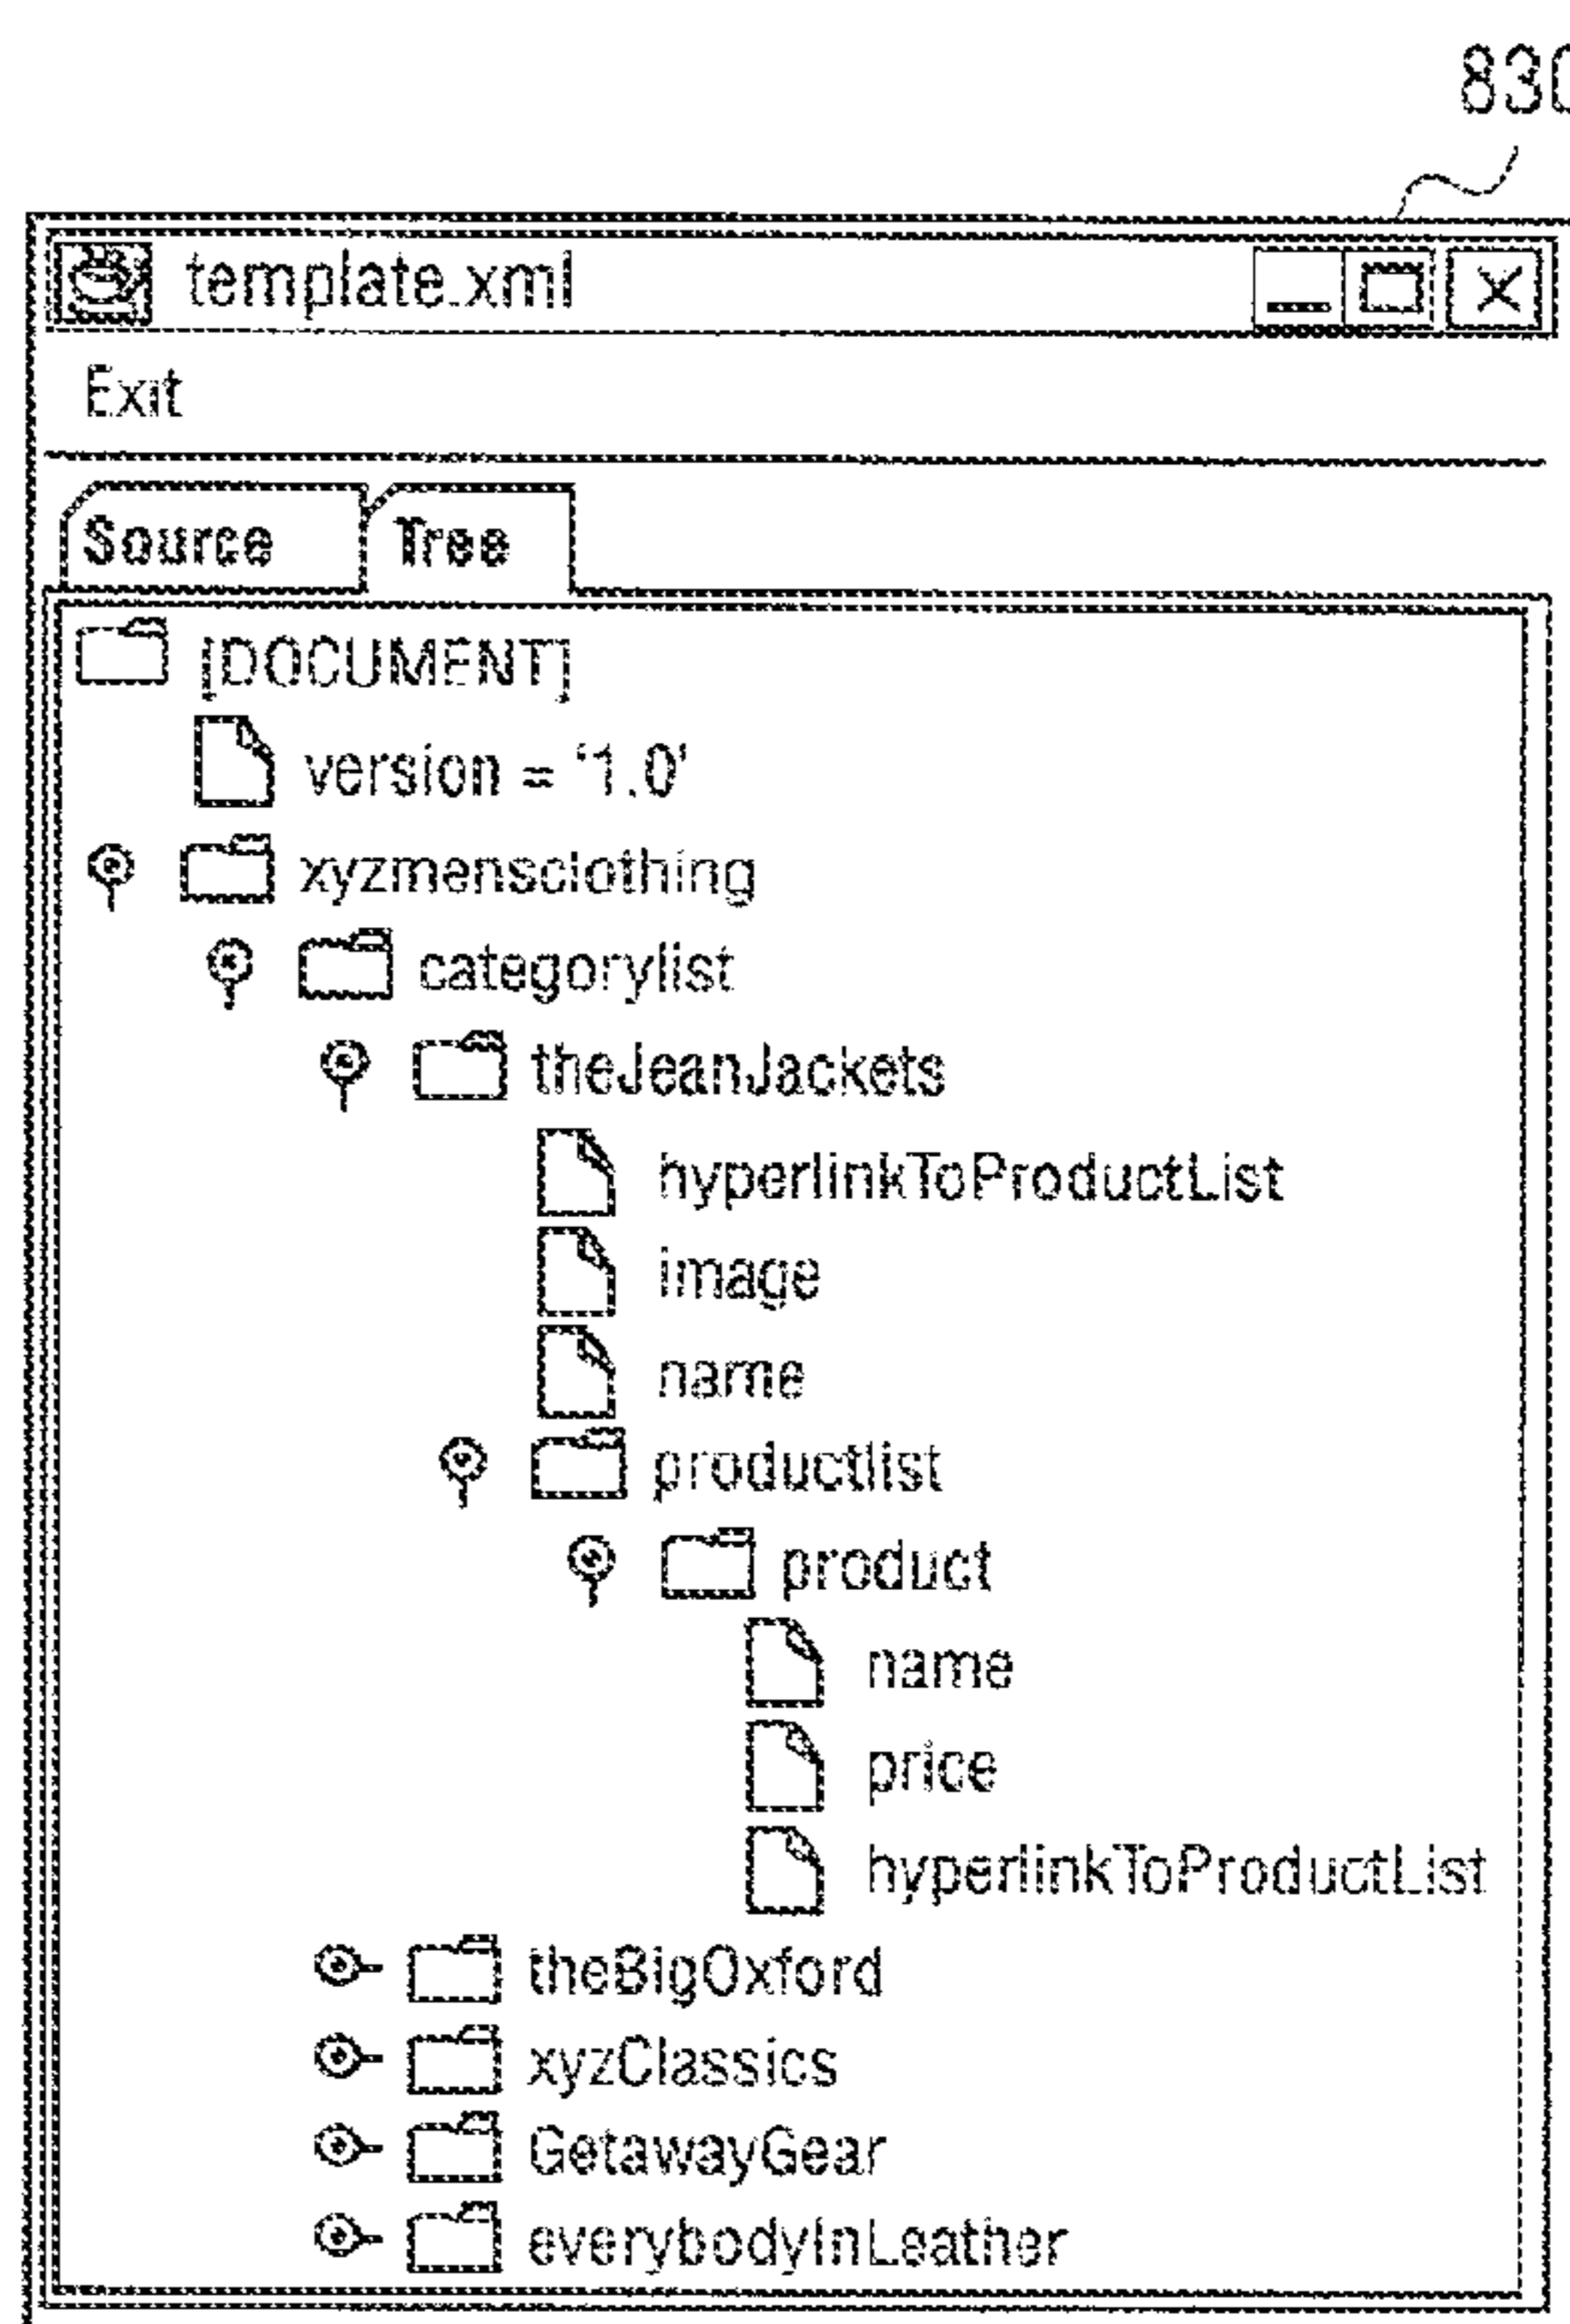 830
template.xml
Exit
Source Tree
[DOCUMENT]
version = ‘1.0’
xyzmensclothing
categorylist
theJeanJackets
hyperlinkToProductList
image
name
productlist
product
name
price
hyperlinkToProductList
theBigOxford
xyzClassics
GetawayGear
everybodyInLeather